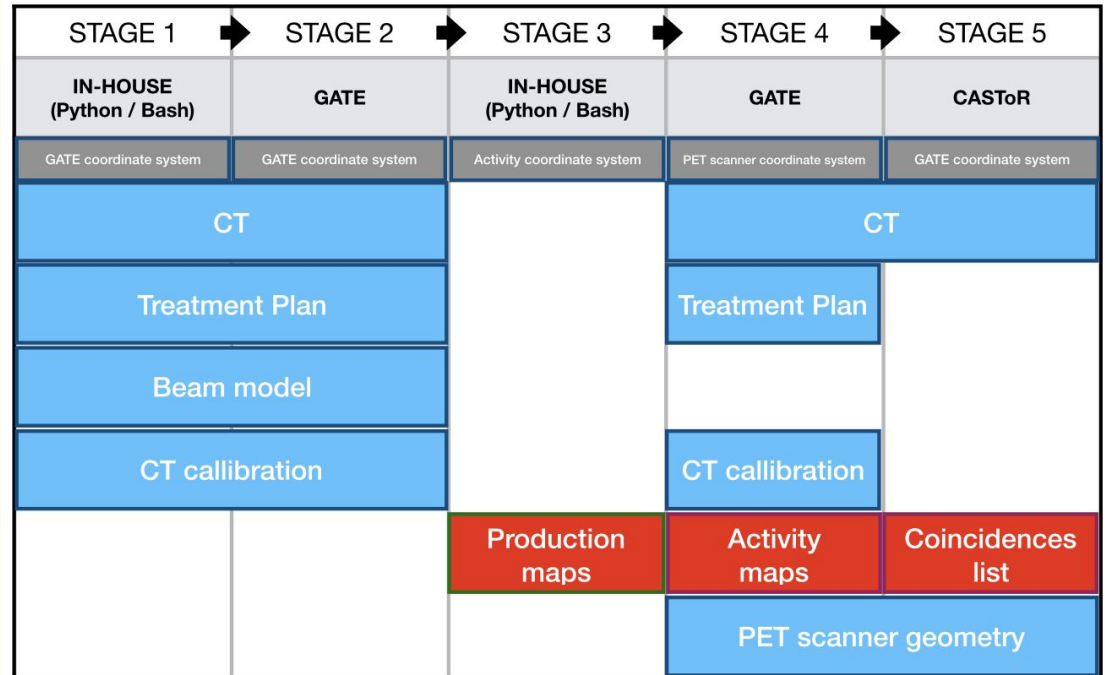 STAGE 1
STAGE 2
STAGE 3
STAGE 4
STAGE 5
IN-HOUSE
(Python / Bash)
GATE
IN-HOUSE
(Python / Bash)
GATE
CASToR
GATE coordinate system
GATE coordinate system
Activity coordinate system
PET scanner coordinate system
GATE coordinate system
CT
CT
Treatment Plan
Treatment Plan
Beam model
CT callibration
CT callibration
Production
maps
Activity
maps
Coincidences
list
PET scanner geometry